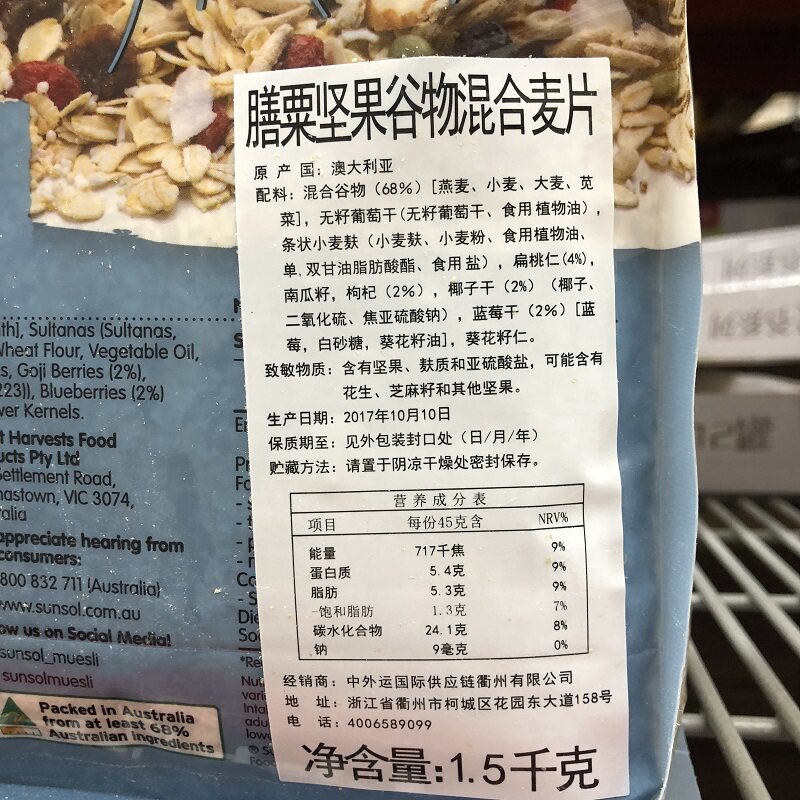 膳粟坚果谷物混合麦片
原 产 国：澳大利亚
配料：混合谷物（68%）[燕麦、小麦、大麦、苋
菜]，无籽葡萄干(无籽葡萄干、食用植物油)，
条状小麦麸（小麦麸、小麦粉、食用植物油、
单,双甘油脂肪酸酯、食用盐），扁桃仁(4%),
南瓜籽，枸杞（2%），椰子干（2%）（椰子、
二氧化硫、焦亚硫酸钠），蓝莓干（2%）[蓝
莓，白砂糖，葵花籽油]，葵花籽仁。
致敏物质：含有坚果、麸质和亚硫酸盐，可能含有
花生、芝麻籽和其他坚果。
生产日期：2017年10月10日
保质期至：见外包装封口处（日/月/年）
贮藏方法：请置于阴凉干燥处密封保存。
营养成分表
项目 每份45克含 NRV%
能量 717千焦 9%
蛋白质 5.4克 9%
脂肪 5.3克 9%
-饱和脂肪 1.3克 7%
碳水化合物 24.1克 8%
钠 9毫克 0%
经销商：中外运国际供应链衢州有限公司
地 址：浙江省衢州市柯城区花园东大道158号
电 话：4006589099
净含量:1.5千克
th], Sultanas (Sultanas,
Wheat Flour, Vegetable Oil,
s, Goji Berries (2%),
223)), Blueberries (2%)
wer Kernels.
t Harvests Food
ucts Pty Ltd
Settlement Road,
mastown, VIC 3074,
alia
appreciate hearing from
consumers:
800 832 711 (Australia)
www.sunsol.com.au
ow us on Social Media!
sunsol_muesli
sunsolmuesli
Packed in Australia
from at least 68%
Australian ingredients